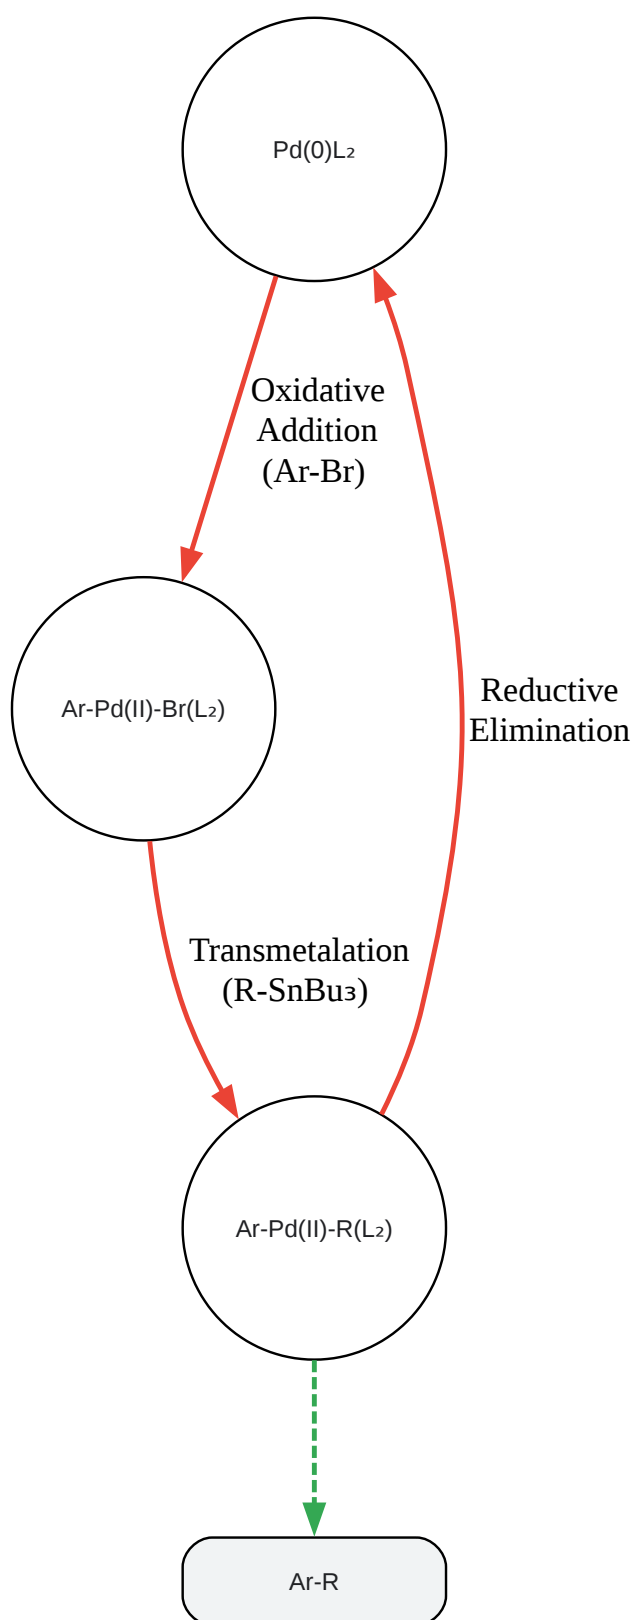 Pd(0)L₂
Oxidative
Addition
(Ar-Br)
Reductive
Elimination
Ar-Pd(II)-Br(L₂)
Transmetalation
(R-SnBu₃)
Ar-Pd(II)-R(L₂)
Ar-R